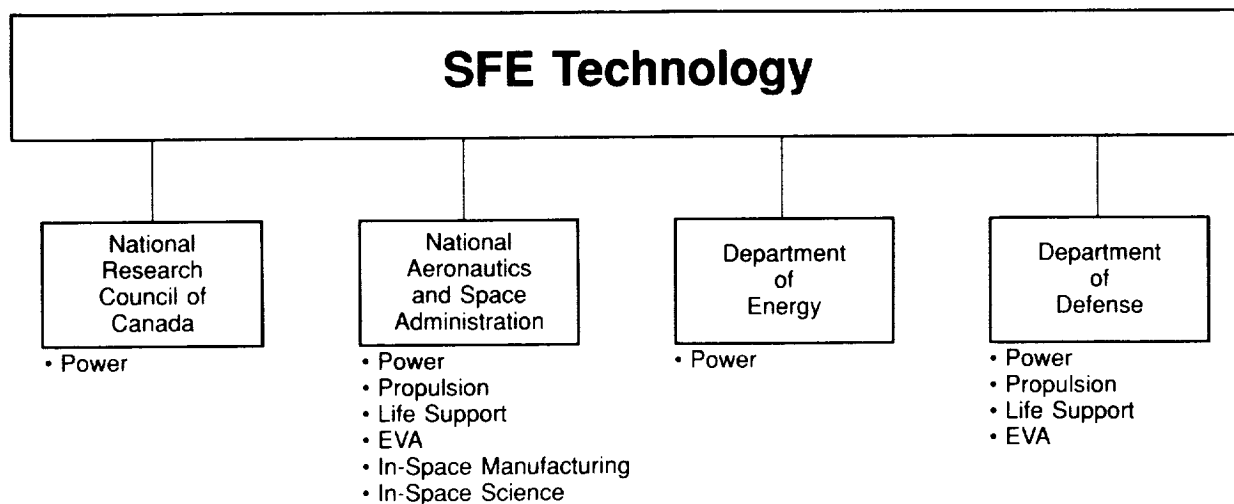 SFE Technology
National
Research
Council of
Canada
• Power
National
Aeronautics
and Space
Administration
• Power
• Propulsion
• Life Support
• EVA
• In-Space Manufacturing
• In-Space Science
Department
of
Energy
• Power
Department
of
Defense
• Power
• Propulsion
• Life Support
• EVA